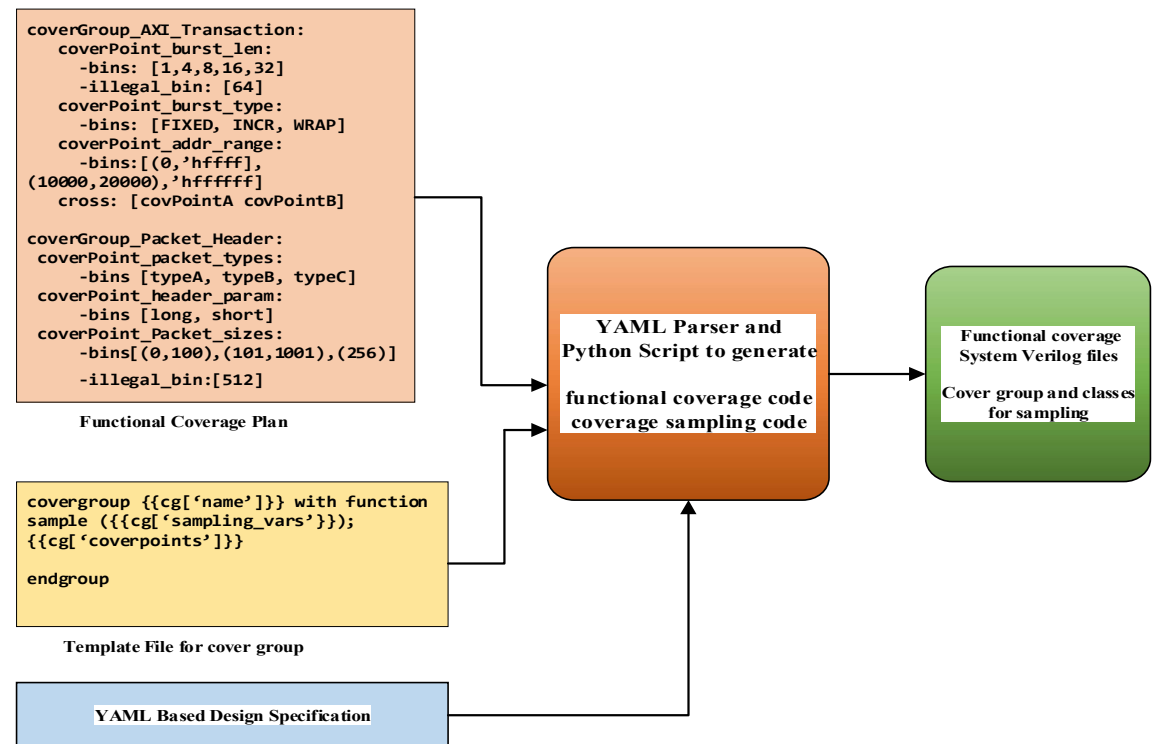 coverGroup_AXI_Transaction:
coverPoint_burst_len:
-bins: [1,4,8,16,32]
-illegal_bin: [64]
coverPoint_burst_type:
-bins: [FIXED, INCR, WRAP]
coverPoint_addr_range:
-bins:[(0,’hffff],
(10000,20000),’hffffff]
cross: [covPointA covPointB]
coverGroup_Packet_Header:
coverPoint_packet_types:
-bins [typeA, typeB, typeC]
coverPoint_header_param:
-bins [long, short]
coverPoint_Packet_sizes:
-bins[(0,100),(101,1001),(256)]
-illegal_bin:[512]
Functional Coverage Plan
covergroup {{cg[‘name’]}} with function
sample ({{cg[‘sampling_vars’}});
{{cg[‘coverpoints’]}}
endgroup
Template File for cover group
YAML Based Design Specification
YAML Parser and
Python Script to generate
functional coverage code
coverage sampling code
Functional coverage
System Verilog files
Cover group and classes
for sampling